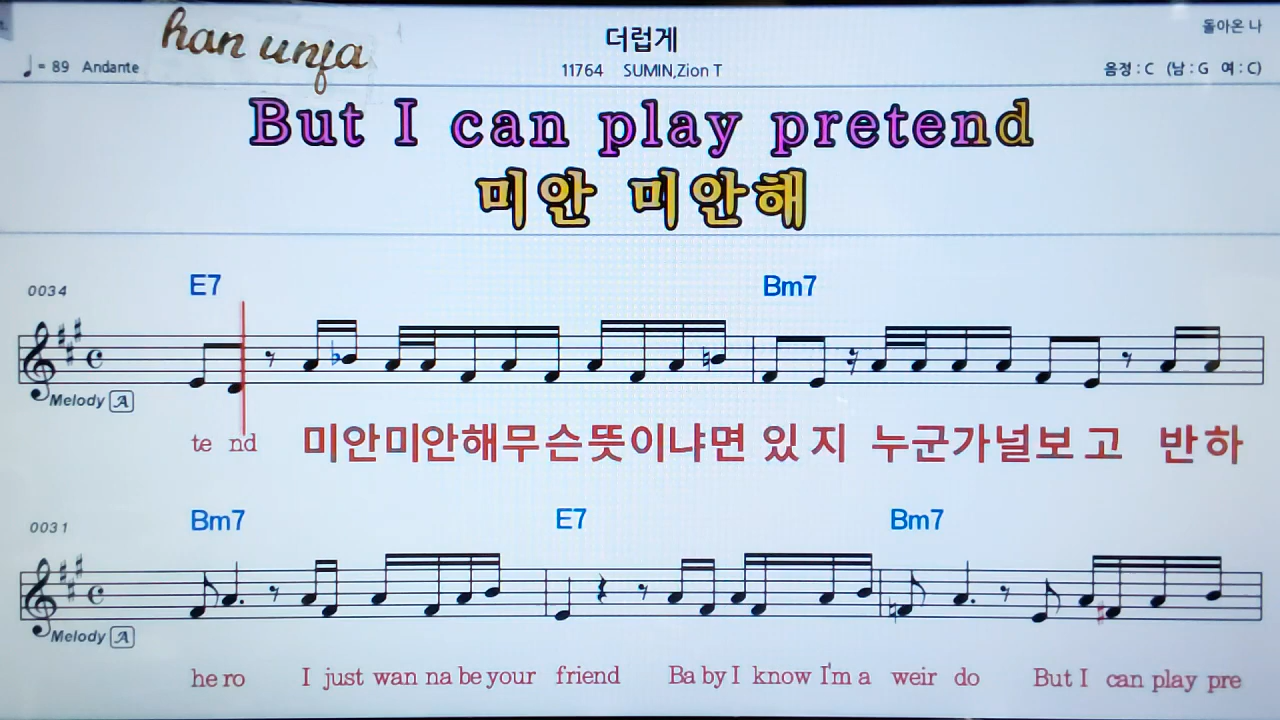 han unfa
더럽게
돌아온 나
♩ = 89 Andante
11764 SUMIN,Zion T
음정 : C (남 : G 여 : C)
But I can play pretend
미안 미안해
0034
E7
Bm7
Melody A
te nd 미안미안해무슨뜻이냐면 있 지 누군가널보 고 반 하
0031
Bm7
E7
Bm7
Melody A
he ro I just wan na be your friend Ba by I know I'm a weir do But I can play pre